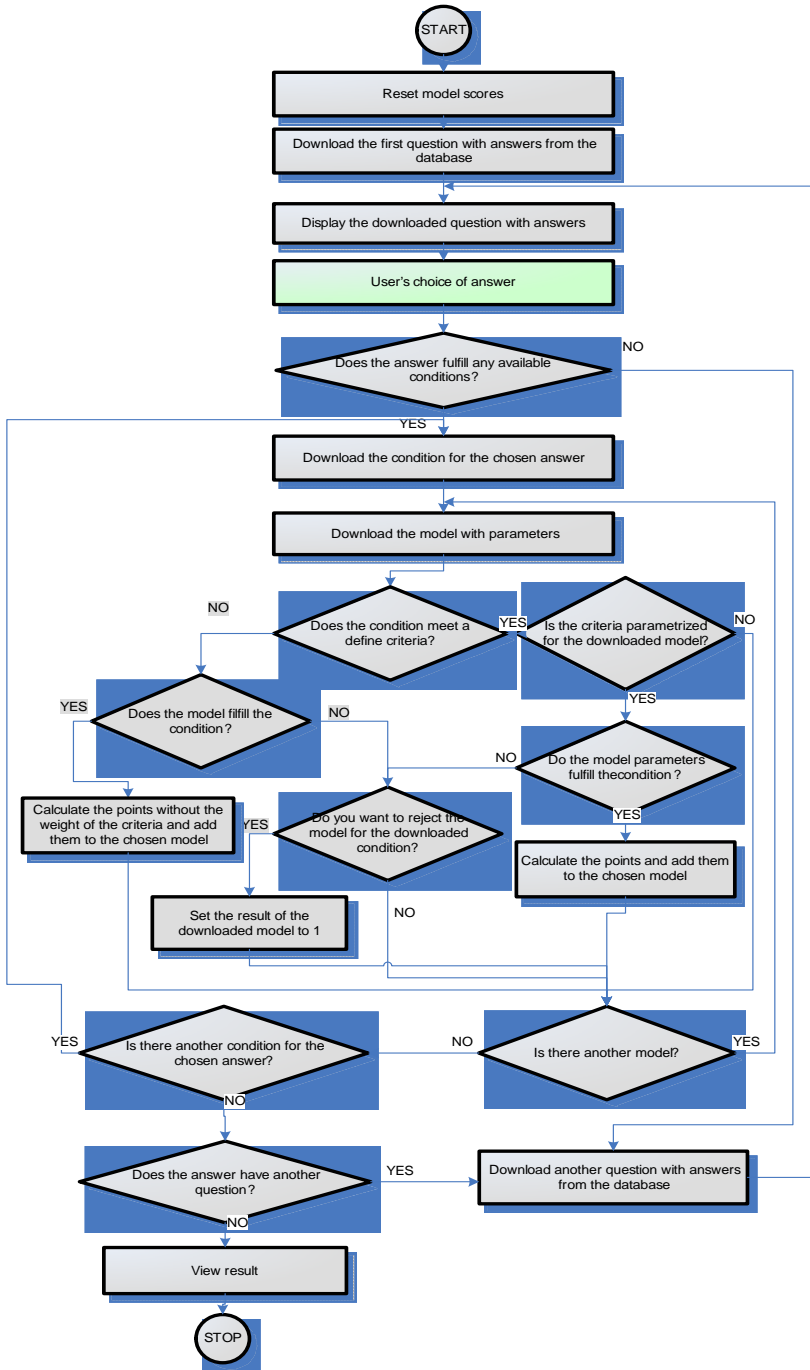 START
Reset model scores
Download the first question with answers from the
database
Display the downloaded question with answers
User's choice of answer
Does the answer fulfill any available
conditions?
NO
YES
Download the condition for the chosen answer
Download the model with parameters
NO
Does the condition meet a
define criteria?
YES
Is the criteria parametrized
for the downloaded model?
NO
YES
YES
Does the model filfill the
condition?
NO
NO
Do the model parameters
fulfill thecondition?
YES
Calculate the points without the
weight of the criteria and add
them to the chosen model
YES
Do you want to reject the
model for the downloaded
condition?
Calculate the points and add them
to the chosen model
NO
Set the result of the
downloaded model to 1
YES
Is there another condition for the
chosen answer?
NO
Is there another model?
YES
NO
Does the answer have another
question?
YES
Download another question with answers
from the database
NO
View result
STOP